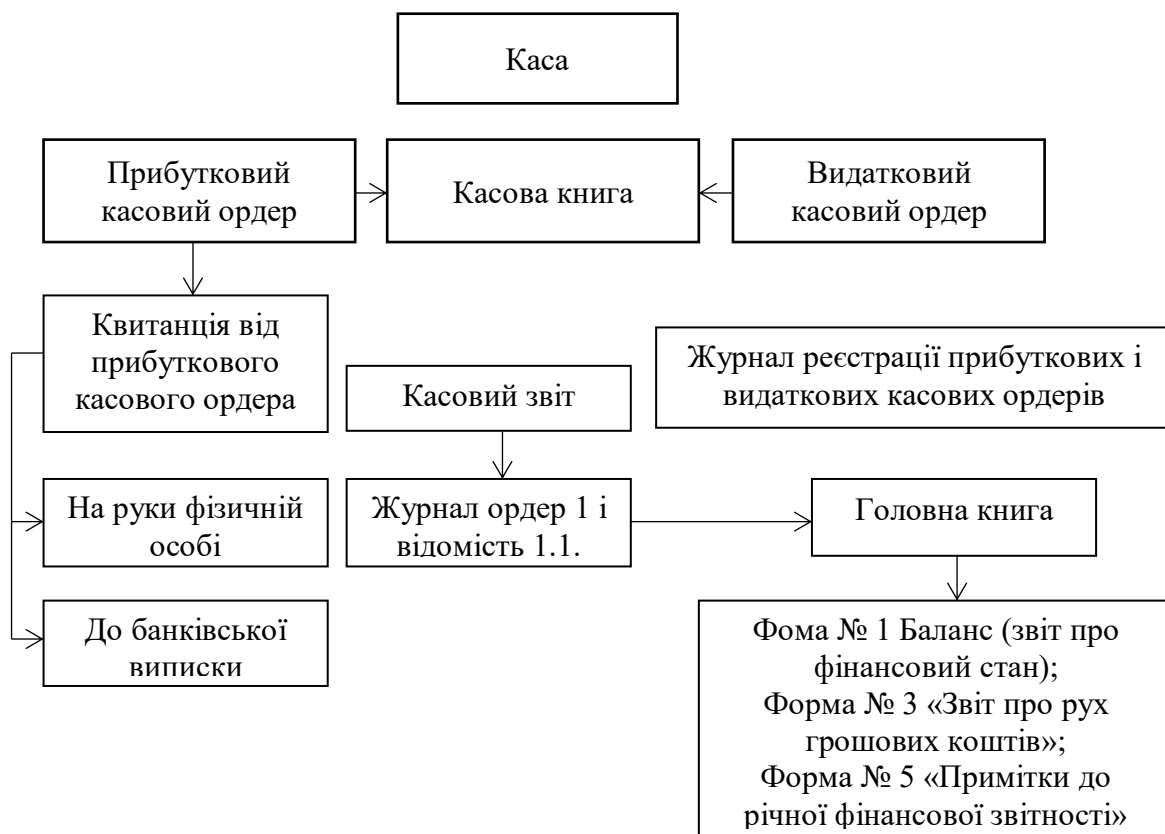 Каса
Прибутковий
касовий ордер
Касова книга
Видатковий
касовий ордер
Квитанція від
прибуткового
касового ордера
Журнал реєстрації прибуткових і
видаткових касових ордерів
Касовий звіт
На руки фізичній
особі
Журнал ордер 1 і
відомість 1.1.
Головна книга
До банківської
виписки
Фома № 1 Баланс (звіт про
фінансовий стан);
Форма № 3 «Звіт про рух
грошових коштів»;
Форма № 5 «Примітки до
річної фінансової звітності»